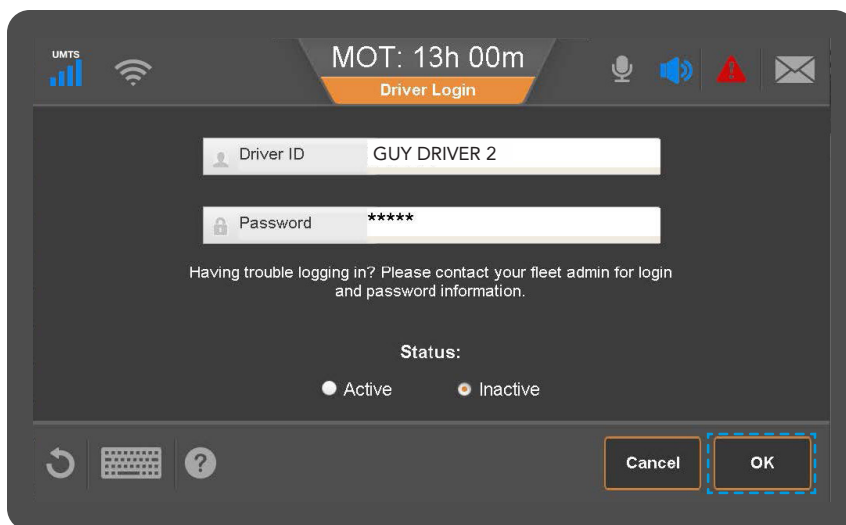 UMTS
MOT: 13h 00m
Driver Login
Driver ID GUY DRIVER 2
Password *****
Having trouble logging in? Please contact your fleet admin for login
and password information.
Status:
Active Inactive
? Cancel OK